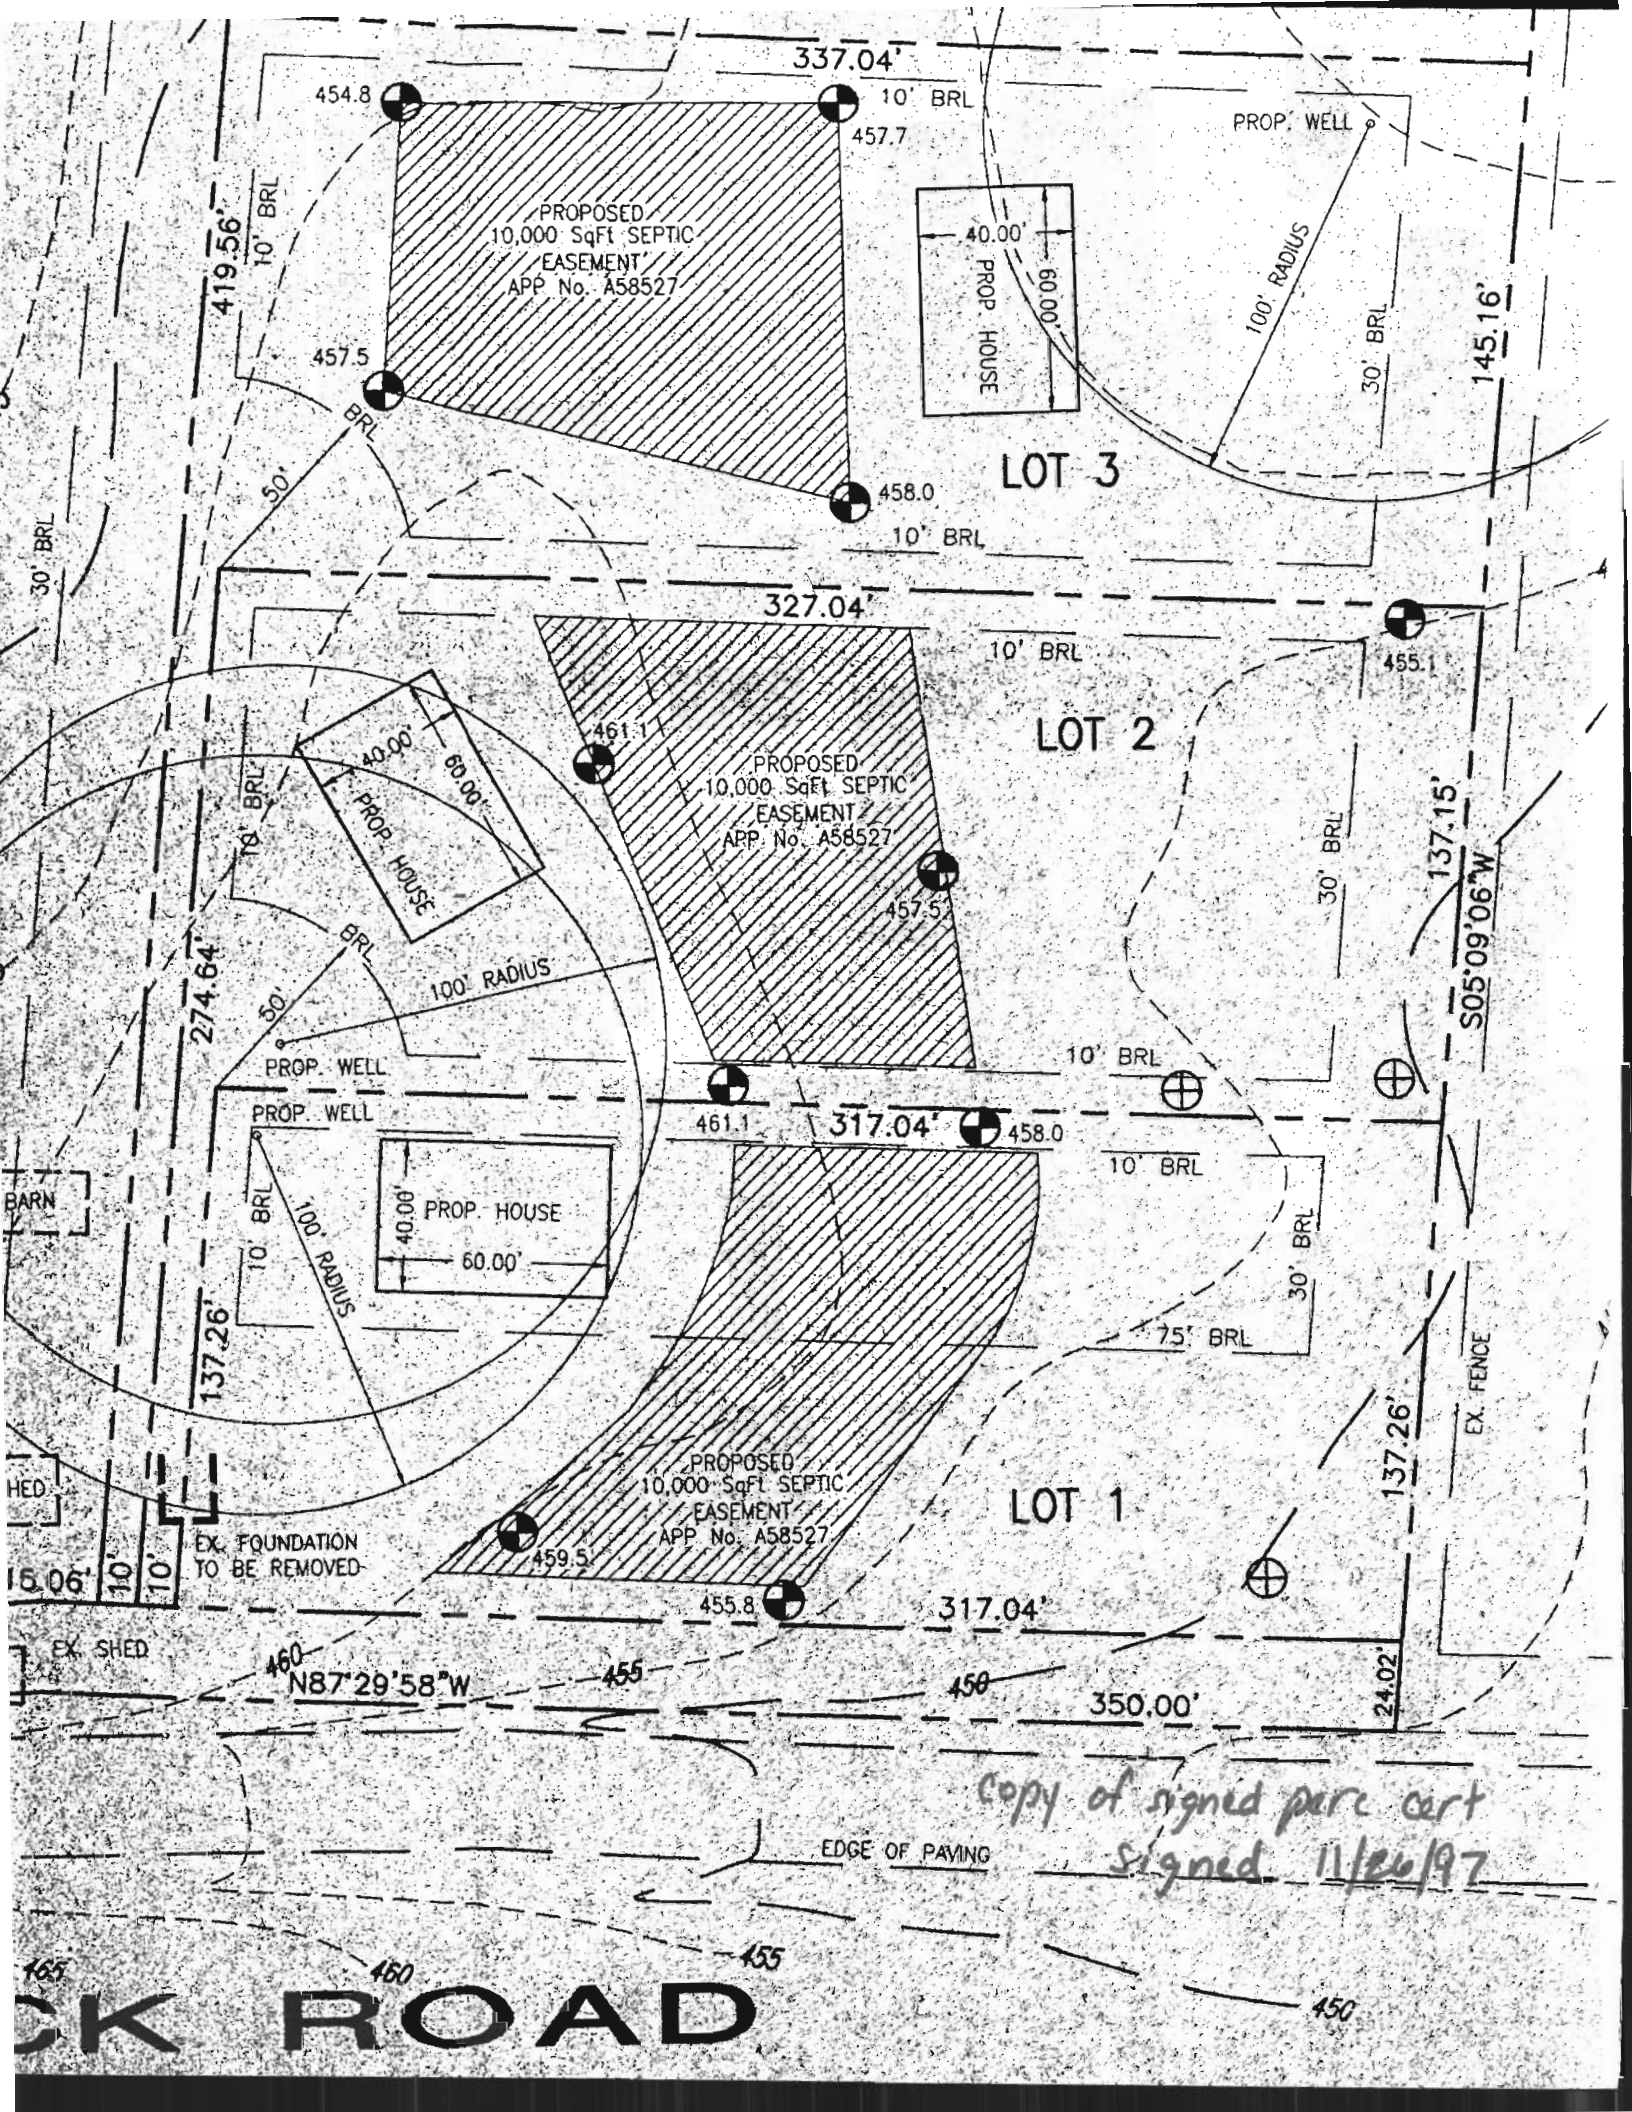 337.04'
454.8
10' BRL
457.7
PROP. WELL
419.56'
10' BRL
PROPOSED
10,000 SqFt SEPTIC
EASEMENT
APP No. A58527
40.00'
60.00'
PROP. HOUSE
100' RADIUS
30' BRL
145.16'
457.5
BRL
50'
LOT 3
458.0
10' BRL
30' BRL
327.04'
10' BRL
455.1
LOT 2
461.1
40.00'
60.00'
PROP. HOUSE
10' BRL
PROPOSED
10,000 SqFt SEPTIC
EASEMENT
APP. No. A58527
457.5
30' BRL
137.15'
S05°09'06"W
274.64'
BRL
50'
100' RADIUS
PROP. WELL
10' BRL
PROP. WELL
461.1
317.04'
458.0
10' BRL
BARN
10' BRL
100' RADIUS
40.00'
PROP. HOUSE
60.00'
30' BRL
137.26'
75' BRL
EX. FENCE
137.26'
PROPOSED
10,000 SqFt SEPTIC
EASEMENT
APP No. A58527
LOT 1
HED
EX. FOUNDATION
TO BE REMOVED
459.5
10'
10'
455.8
317.04'
EX. SHED
460
455
450
N87°29'58"W
350.00'
24.02'
copy of signed perc cert
signed 11/26/97
EDGE OF PAVING
465
460
455
450
CK ROAD